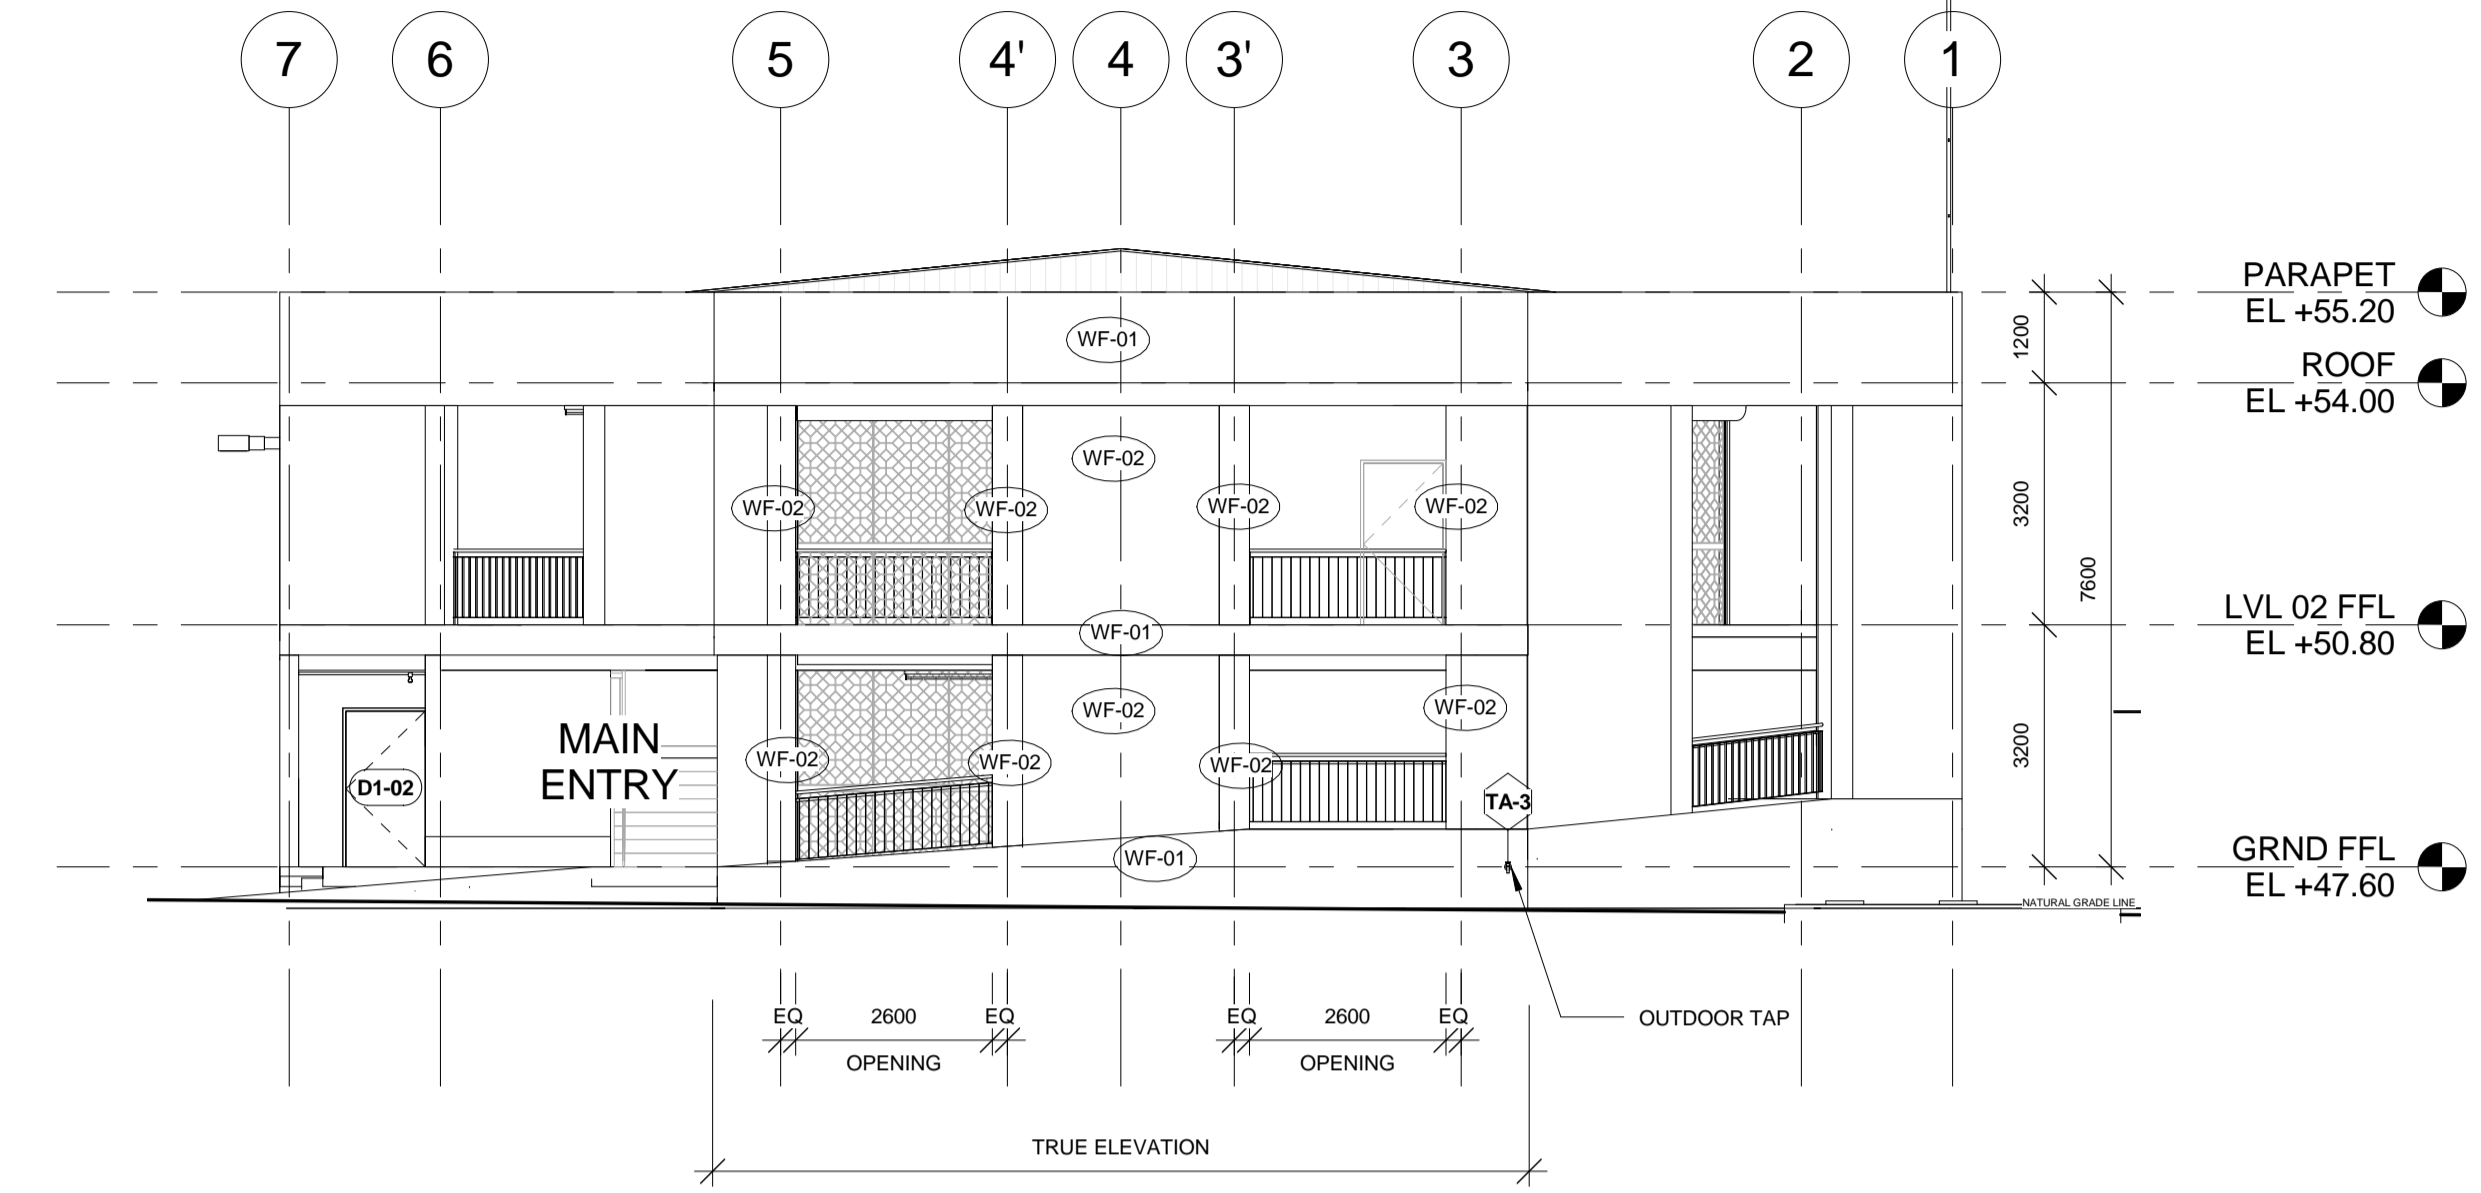 7 6 5 4' 4 3' 3 2 1
PARAPET
EL +55.20
WF-01
1200
ROOF
EL +54.00
WF-02
WF-02 WF-02 WF-02 WF-02
3200
7600
LVL 02 FFL
EL +50.80
WF-01
WF-02 WF-02
MAIN
ENTRY
WF-02 WF-02 WF-02
3200
D1-02
TA-3
WF-01
GRND FFL
EL +47.60
NATURAL GRADE LINE
EQ 2600 EQ EQ 2600 EQ
OUTDOOR TAP
OPENING OPENING
TRUE ELEVATION